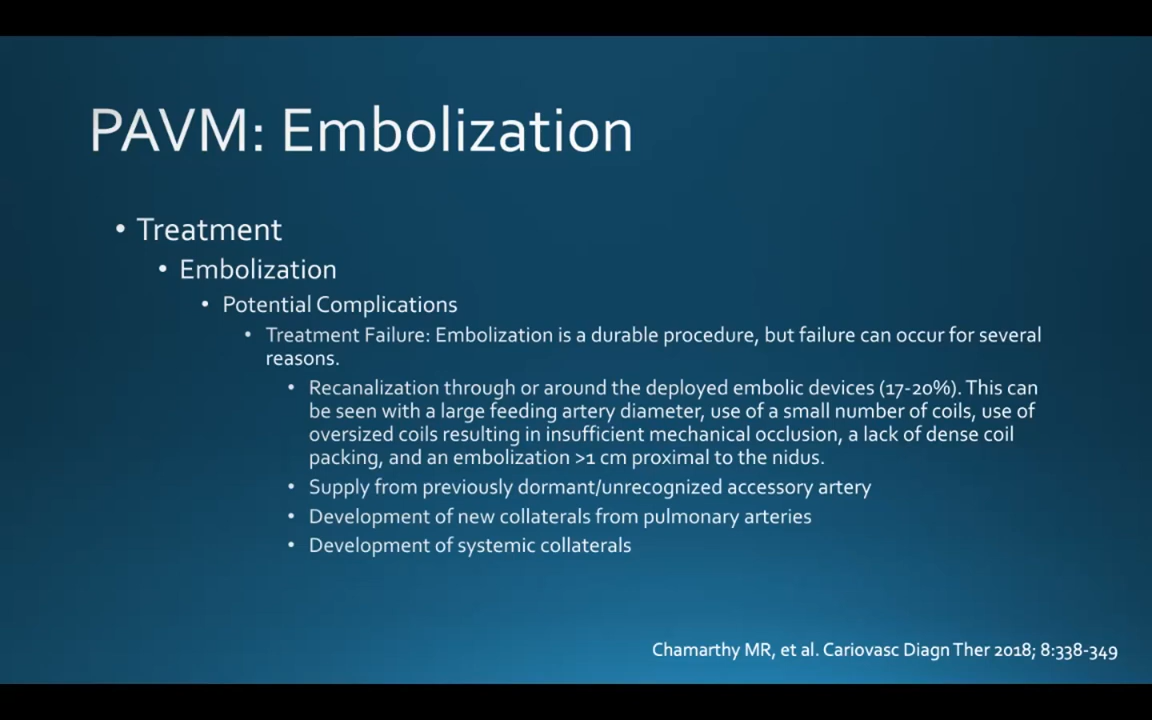 PAVM: Embolization
• Treatment
• Embolization
• Potential Complications
• Treatment Failure: Embolization is a durable procedure, but failure can occur for several
reasons.
• Recanalization through or around the deployed embolic devices (17-20%). This can
be seen with a large feeding artery diameter, use of a small number of coils, use of
oversized coils resulting in insufficient mechanical occlusion, a lack of dense coil
packing, and an embolization >1 cm proximal to the nidus.
• Supply from previously dormant/unrecognized accessory artery
• Development of new collaterals from pulmonary arteries
• Development of systemic collaterals
Chamarthy MR, et al. Cariovasc Diagn Ther 2018; 8:338-349